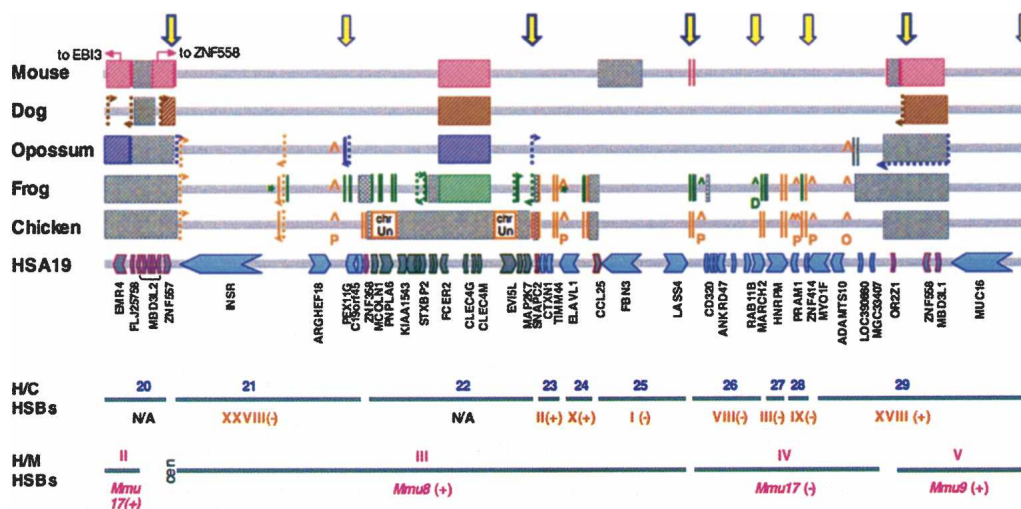 to EBI3
to ZNF558
Mouse
Dog
Opossum
Frog
D
Chicken
chr Un
chr Un
P
P
P
P
P
O
HSA19
EMR4
FLJ25758
MBD3L2
ZNF557
INSR
ARGHEF18
PEX11G
C19orf45
ZNF358
MCOLN1
PNPLA6
KIAA1543
STXBP2
FCER2
CLEC4G
CLEC4M
EVI5L
MAP2K7
SNAPC2
CTXN1
TIMM44
ELAVL1
CCL25
FBN3
LASS4
CD320
ANKRD47
RAB11B
MARCH2
HNRPM
PRAM1
ZNF414
MYO1F
ADAMTS10
LOC390880
MGC33407
OR2Z1
ZNF558
MBD3L1
MUC16
H/C HSBs
20 21 22 23 24 25 26 27 28 29
N/A XXVIII(-) N/A II(+) X(+) I (-) VIII(-) III(-) IX(-) XVIII (+)
H/M HSBs
II cen III IV V
Mmu 17(+) Mmu8 (+) Mmu17 (-) Mmu9 (+)